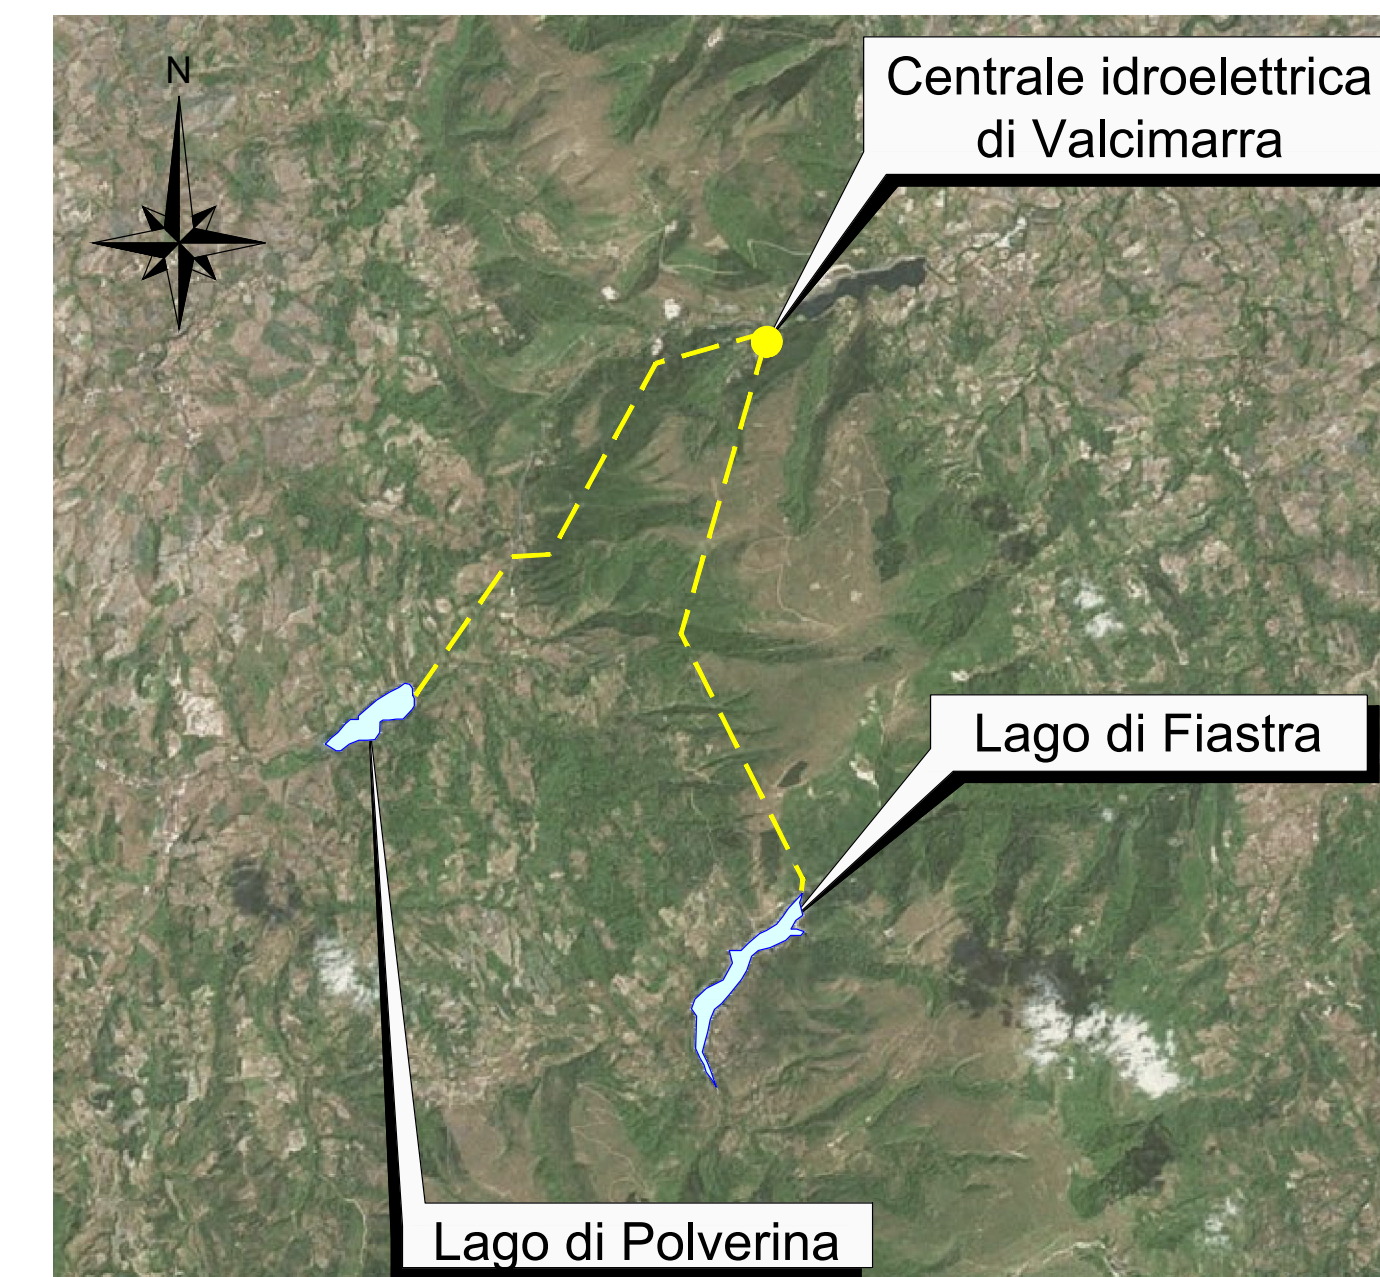 N
Centrale idroelettrica
di Valcimarra
Lago di Fiastra
Lago di Polverina